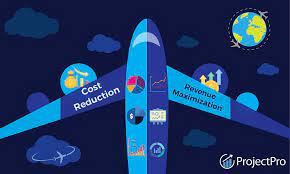 Cost
Reduction
Revenue
Maximization
$
ProjectPro